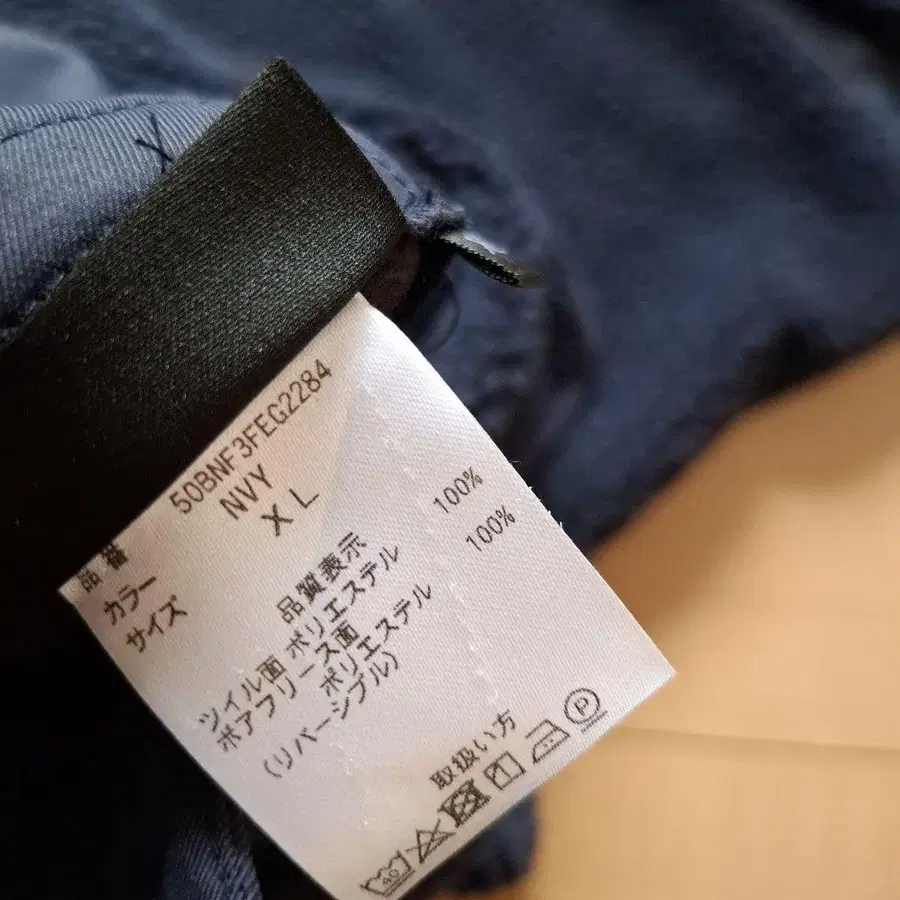 品番 50BNF3FEG2284
カラー NVY
サイズ XL
品質表示
ツイル面 ポリエステル 100%
ボアフリース面
ポリエステル 100%
(リバーシブル)
取扱い方
40 P